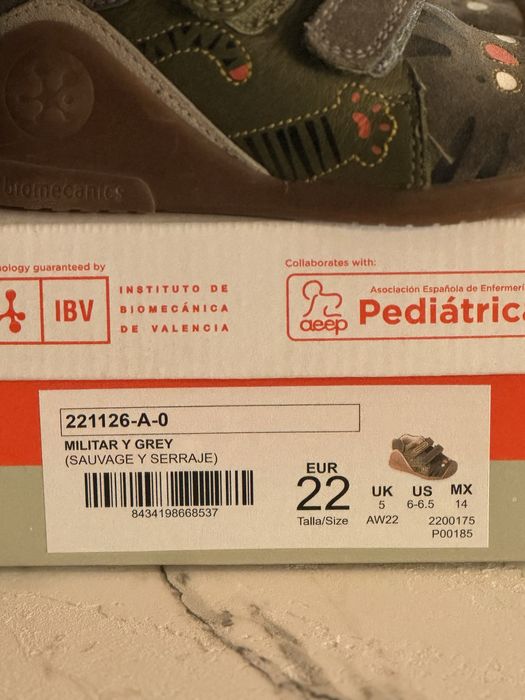 biomecanics
nology guaranteed by
IBV
INSTITUTO DE
BIOMECÁNICA
DE VALENCIA
Collaborates with:
aeep
Asociación Española de Enfermerí
Pediátrica
221126-A-0
MILITAR Y GREY
(SAUVAGE Y SERRAJE)
8434198668537
EUR
22
Talla/Size
UK US MX
5 6-6.5 14
AW22 2200175
P00185